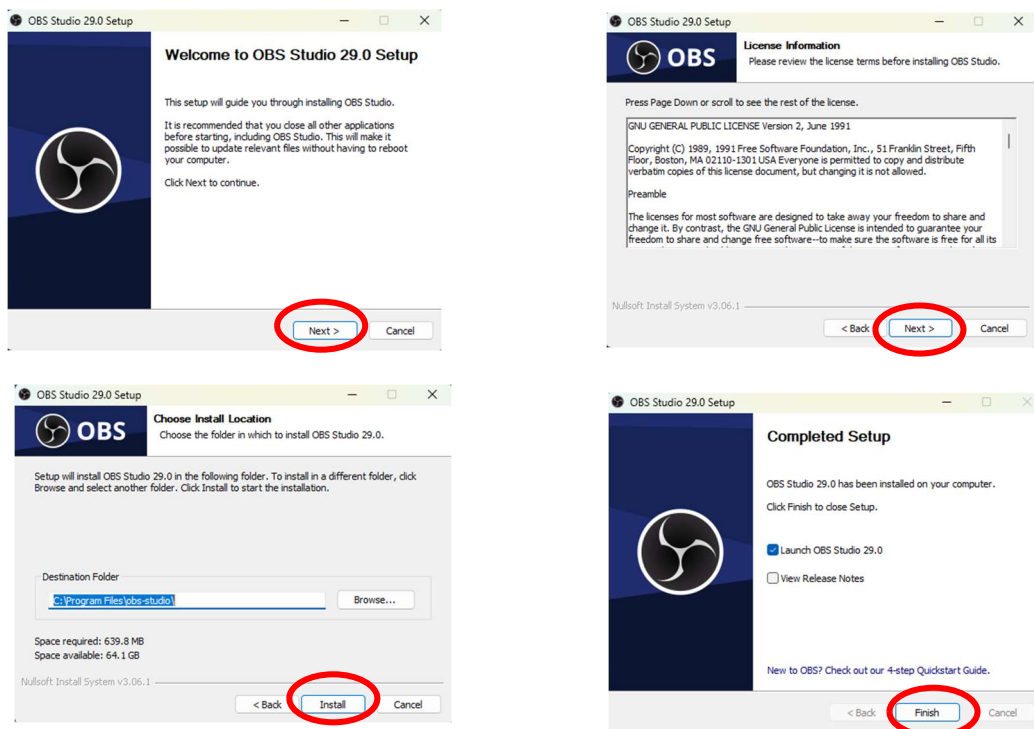 OBS Studio 29.0 Setup
Welcome to OBS Studio 29.0 Setup
This setup will guide you through installing OBS Studio.
It is recommended that you close all other applications
before starting, including OBS Studio. This will make it
possible to update relevant files without having to reboot
your computer.
Click Next to continue.
Next >
Cancel
OBS Studio 29.0 Setup
OBS
License Information
Please review the license terms before installing OBS Studio.
Press Page Down or scroll to see the rest of the license.
GNU GENERAL PUBLIC LICENSE Version 2, June 1991
Copyright (C) 1989, 1991 Free Software Foundation, Inc., 51 Franklin Street, Fifth
Floor, Boston, MA 02110-1301 USA Everyone is permitted to copy and distribute
verbatim copies of this license document, but changing it is not allowed.
Preamble
The licenses for most software are designed to take away your freedom to share and
change it. By contrast, the GNU General Public License is intended to guarantee your
freedom to share and change free software--to make sure the software is free for all its
Nullsoft Install System v3.06.1
< Back
Next >
Cancel
OBS Studio 29.0 Setup
OBS
Choose Install Location
Choose the folder in which to install OBS Studio 29.0.
Setup will install OBS Studio 29.0 in the following folder. To install in a different folder, click
Browse and select another folder. Click Install to start the installation.
Destination Folder
C:\Program Files\obs-studio\
Browse...
Space required: 639.8 MB
Space available: 64.1 GB
Nullsoft Install System v3.06.1
< Back
Install
Cancel
OBS Studio 29.0 Setup
Completed Setup
OBS Studio 29.0 has been installed on your computer.
Click Finish to close Setup.
Launch OBS Studio 29.0
View Release Notes
New to OBS? Check out our 4-step Quickstart Guide.
< Back
Finish
Cancel